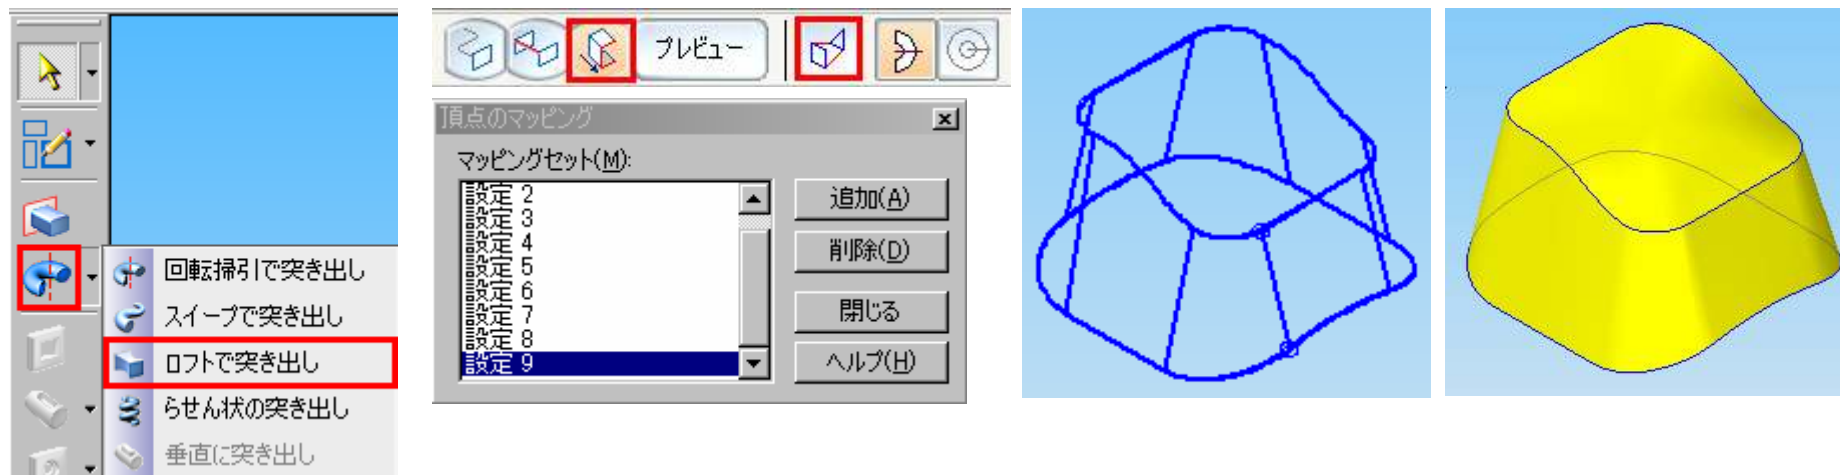 回転掃引で突き出し
スイープで突き出し
ロフトで突き出し
らせん状の突き出し
垂直に突き出し
プレビュー
頂点のマッピング
マッピングセット(M):
設定 2
設定 3
設定 4
設定 5
設定 6
設定 7
設定 8
設定 9
追加(A)
削除(D)
閉じる
ヘルプ(H)